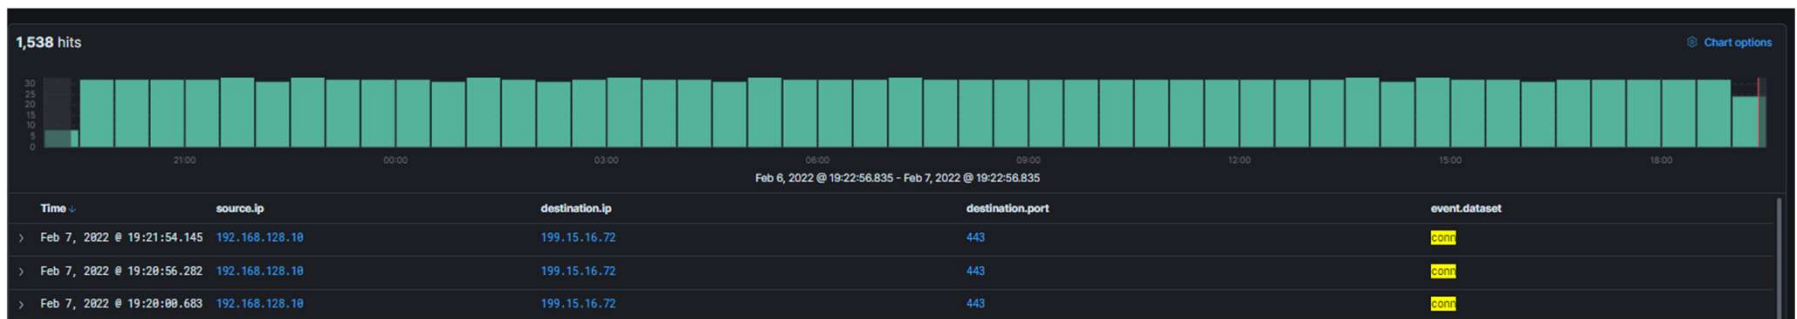 1,538 hits
Chart options
30
25
20
15
10
5
0
21:00 00:00 03:00 06:00 09:00 12:00 15:00 18:00
Feb 6, 2022 @ 19:22:56.835 - Feb 7, 2022 @ 19:22:56.835
Time source.ip destination.ip destination.port event.dataset
Feb 7, 2022 @ 19:21:54.145 192.168.128.10 199.15.16.72 443 conn
Feb 7, 2022 @ 19:20:56.282 192.168.128.10 199.15.16.72 443 conn
Feb 7, 2022 @ 19:20:00.683 192.168.128.10 199.15.16.72 443 conn